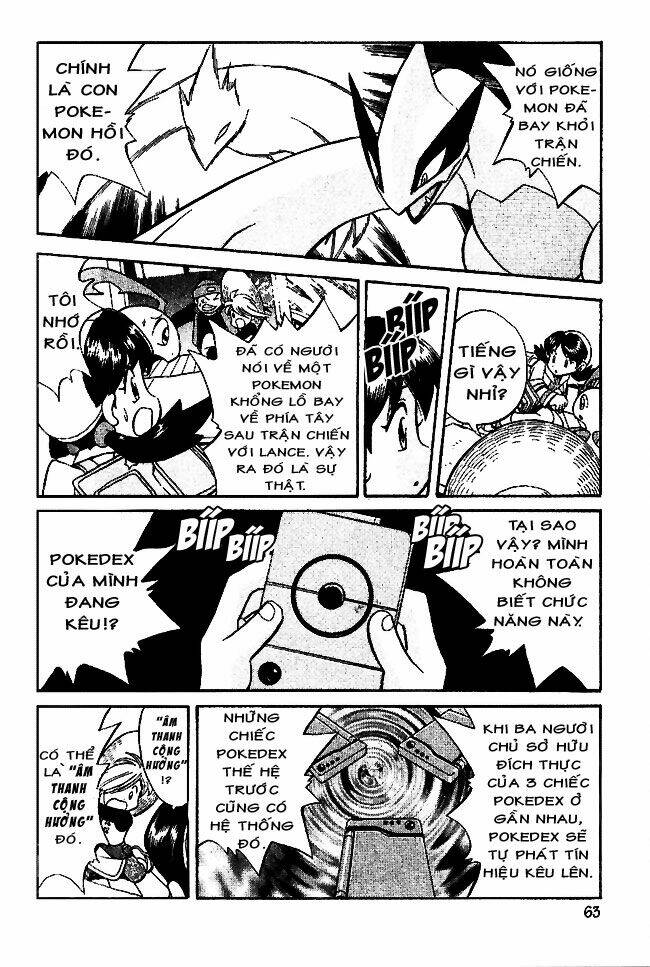 NÓ GIỐNG
VỚI POKE-
MON ĐÃ
BAY KHỎI
TRẬN
CHIẾN.
CHÍNH
LÀ CON
POKE-
MON HỒI
ĐÓ.
TIẾNG
GÌ VẬY
NHỈ?
BÍÍP
BÍÍP
TÔI
NHỚ
RỒI.
ĐÃ CÓ NGƯỜI
NÓI VỀ MỘT
POKEMON
KHỔNG LỒ BAY
VỀ PHÍA TÂY
SAU TRẬN CHIẾN
VỚI LANCE. VẬY
RA ĐÓ LÀ SỰ
THẬT.
TẠI SAO
VẬY? MÌNH
HOÀN TOÀN
KHÔNG
BIẾT CHỨC
NĂNG NÀY.
BÍÍP
BÍÍP
BÍÍP
BÍÍP
POKEDEX
CỦA MÌNH
ĐANG
KÊU!?
KHI BA NGƯỜI
CHỦ SỞ HỮU
ĐÍCH THỰC
CỦA 3 CHIẾC
POKEDEX Ở
GẦN NHAU,
POKEDEX SẼ
TỰ PHÁT TÍN
HIỆU KÊU LÊN.
NHỮNG
CHIẾC
POKEDEX
THẾ HỆ
TRƯỚC
CŨNG CÓ
HỆ THỐNG
ĐÓ.
"ÂM
THANH
CỘNG
HƯỞNG"
!?
CÓ THỂ
LÀ "ÂM
THANH
CỘNG
HƯỞNG"
ĐÓ.
63